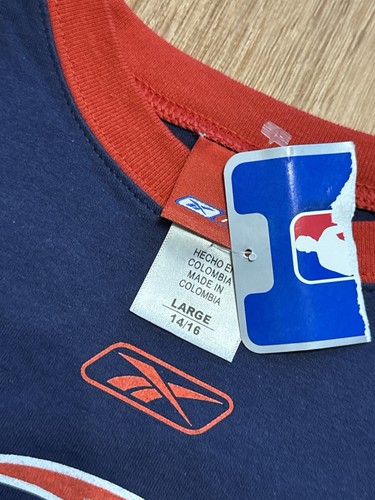 HECHO EN
COLOMBIA
MADE IN
COLOMBIA
LARGE
14/16